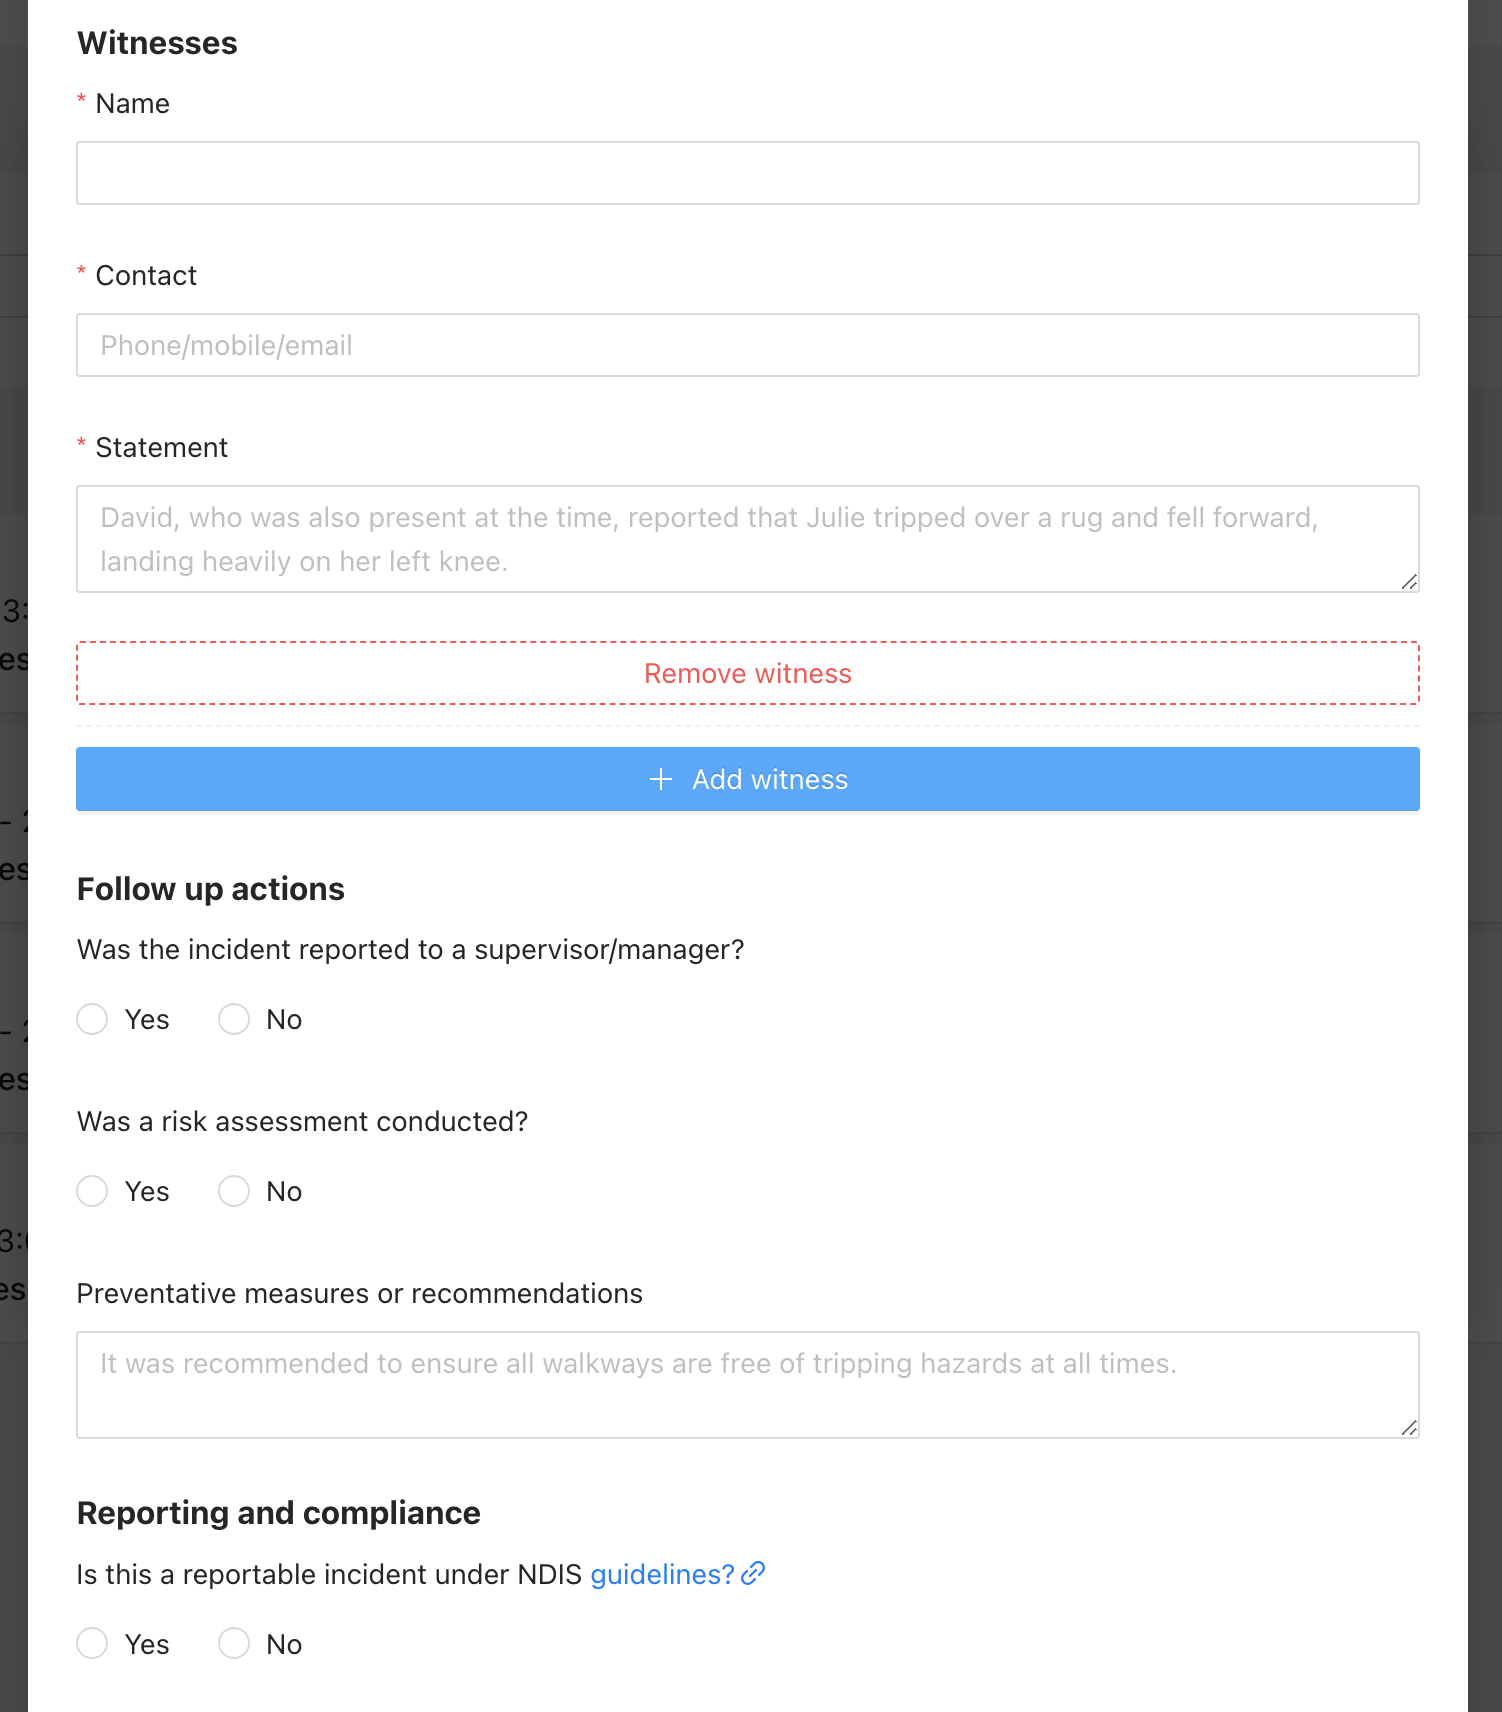 Witnesses
* Name
* Contact
Phone/mobile/email
* Statement
David, who was also present at the time, reported that Julie tripped over a rug and fell forward,
landing heavily on her left knee.
Remove witness
+ Add witness
Follow up actions
Was the incident reported to a supervisor/manager?
Yes No
Was a risk assessment conducted?
Yes No
Preventative measures or recommendations
It was recommended to ensure all walkways are free of tripping hazards at all times.
Reporting and compliance
Is this a reportable incident under NDIS guidelines?
Yes No